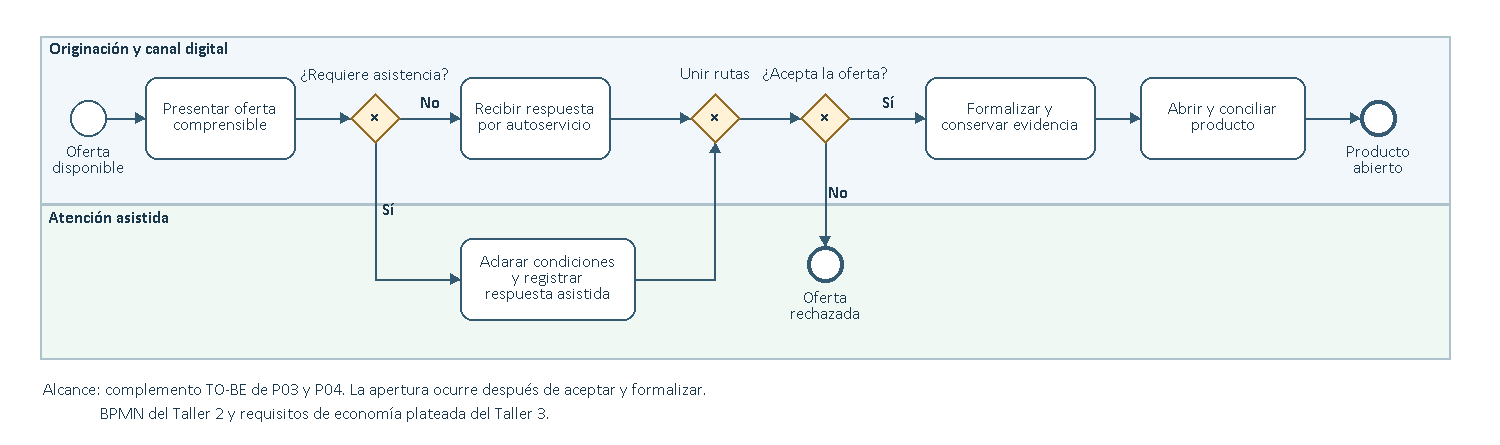 Originación y canal digital
¿Requiere asistencia?
Unir rutas
¿Acepta la oferta?
Presentar oferta
comprensible
×
No
Recibir respuesta
por autoservicio
×
×
Sí
Formalizar y
conservar evidencia
Abrir y conciliar
producto
Oferta
disponible
Producto
abierto
No
Sí
Atención asistida
Aclarar condiciones
y registrar
respuesta asistida
Oferta
rechazada
Alcance: complemento TO-BE de P03 y P04. La apertura ocurre después de aceptar y formalizar.
BPMN del Taller 2 y requisitos de economía plateada del Taller 3.